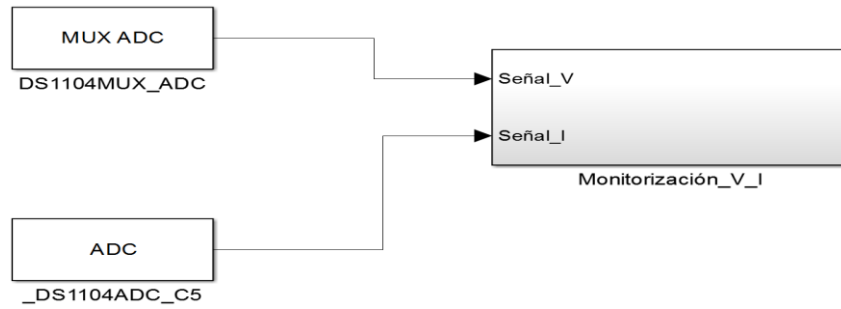 MUX ADC
DS1104MUX_ADC
Señal_V
Señal_I
Monitorización_V_I
ADC
_DS1104ADC_C5